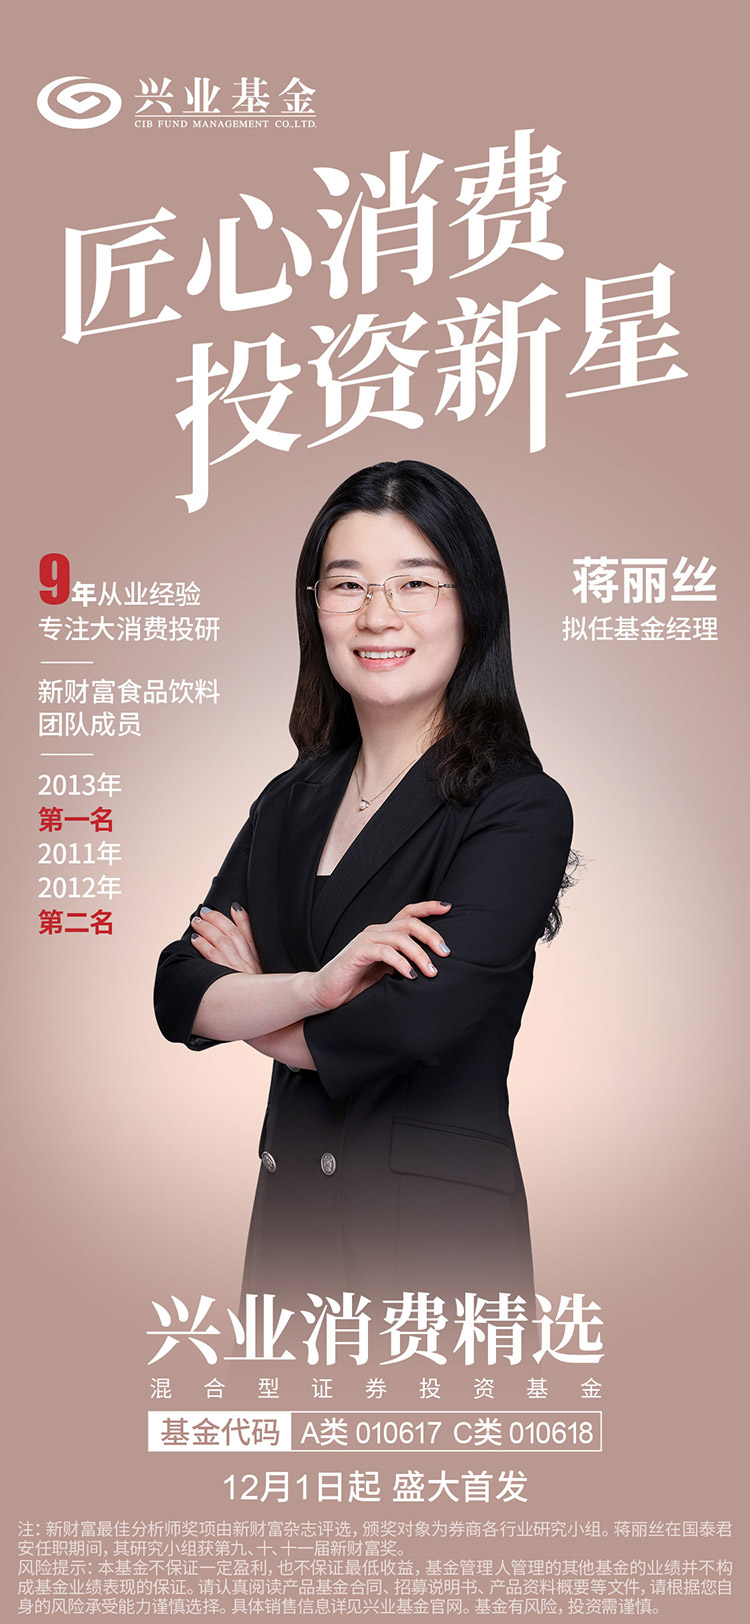 兴业基金
CIB FUND MANAGEMENT CO.,LTD.
匠心消费
投资新星
9年从业经验
专注大消费投研
新财富食品饮料
团队成员
2013年
第一名
2011年
2012年
第二名
蒋丽丝
拟任基金经理
兴业消费精选
混合型证券投资基金
基金代码 A类 010617 C类 010618
12月1日起 盛大首发
注：新财富最佳分析师奖项由新财富杂志评选，颁奖对象为券商各行业研究小组。蒋丽丝在国泰君
安任职期间，其研究小组获第九、十、十一届新财富奖。
风险提示：本基金不保证一定盈利，也不保证最低收益，基金管理人管理的其他基金的业绩并不构
成基金业绩表现的保证。请认真阅读产品基金合同、招募说明书、产品资料概要等文件，请根据您自
身的风险承受能力谨慎选择。具体销售信息详见兴业基金官网。基金有风险，投资需谨慎。